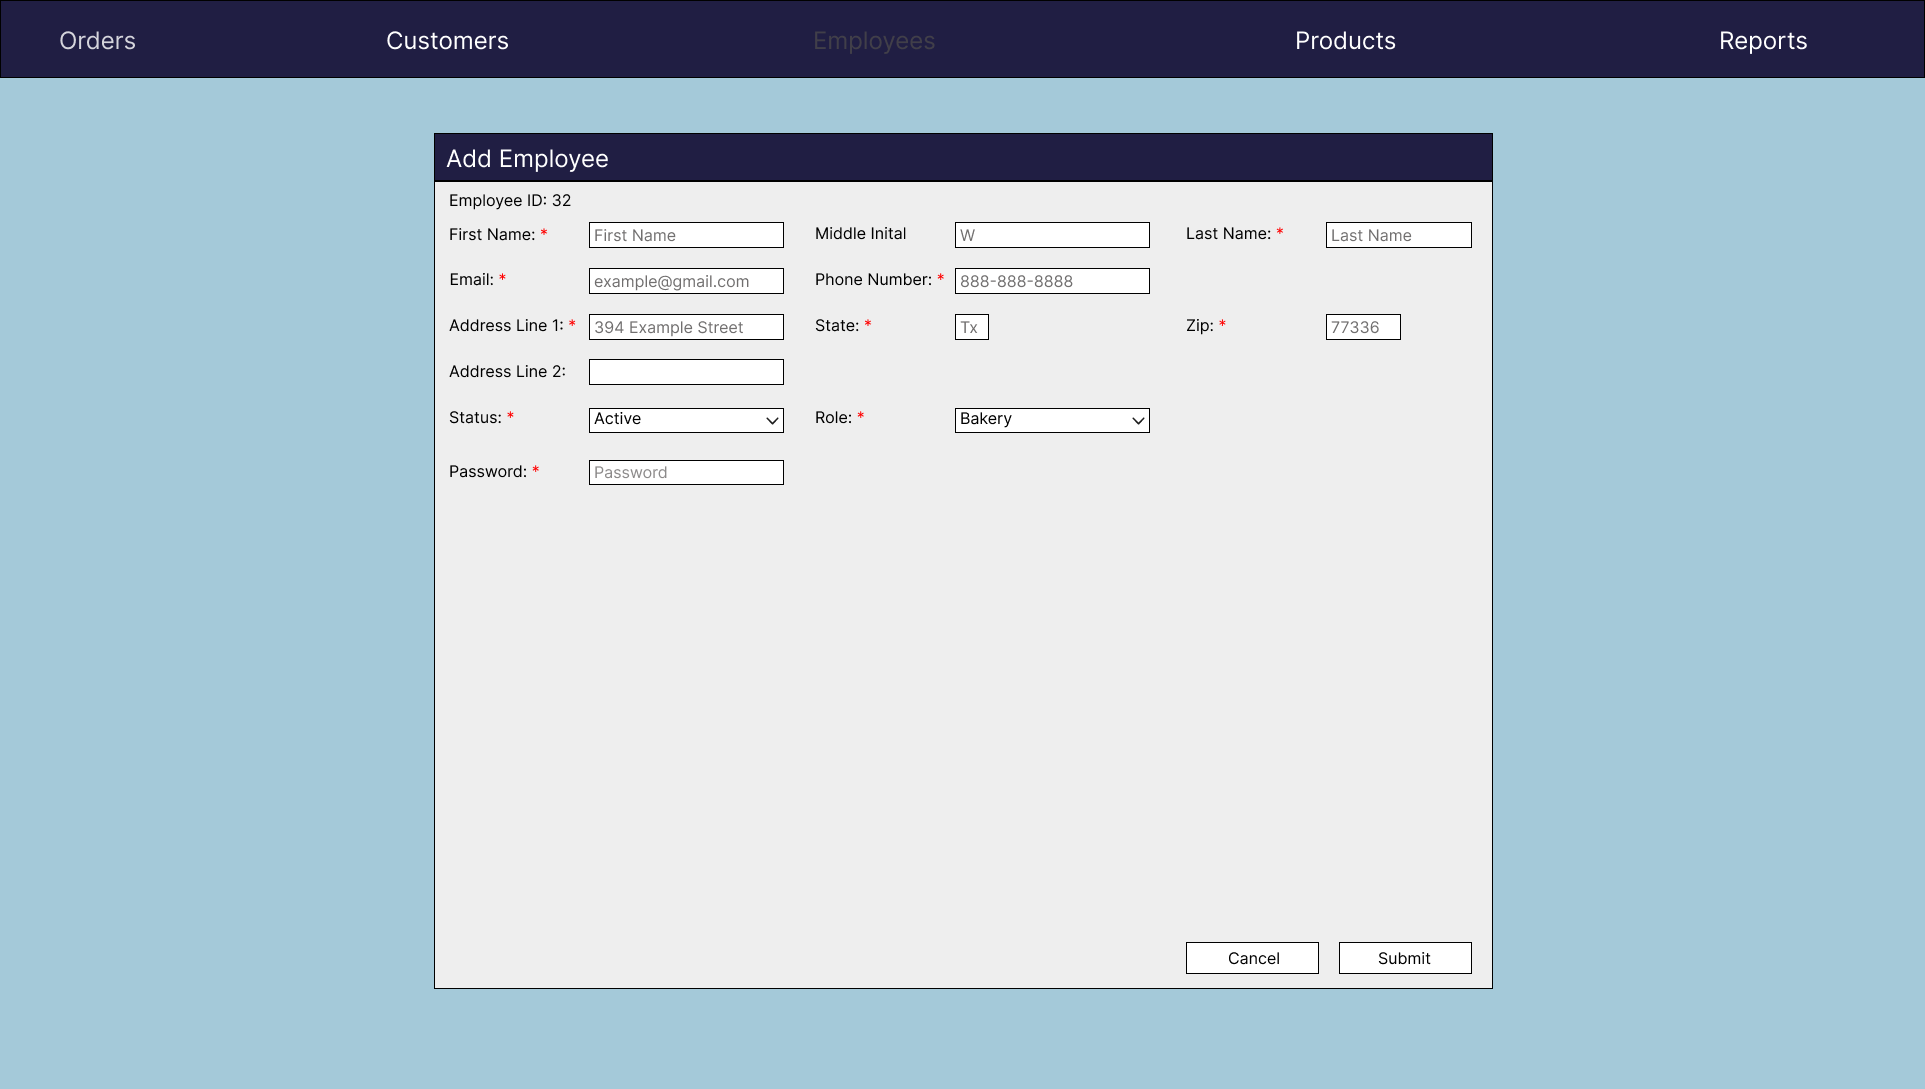 Orders Customers Employees Products Reports
Add Employee
Employee ID: 32
First Name: * First Name Middle Inital W Last Name: * Last Name
Email: * example@gmail.com Phone Number: * 888-888-8888
Address Line 1: * 394 Example Street State: * Tx Zip: * 77336
Address Line 2:
Status: * Active Role: * Bakery
Password: * Password
Cancel Submit